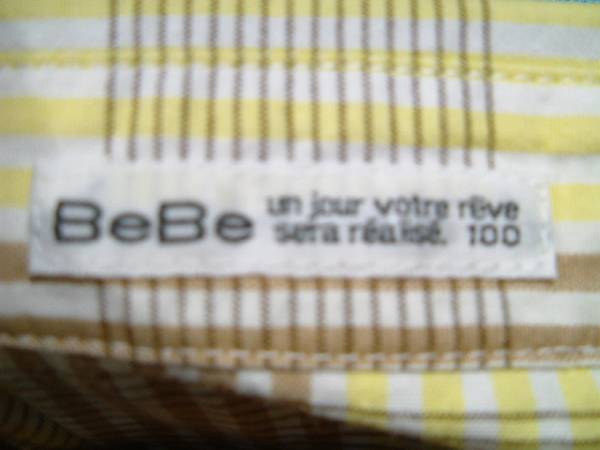 BeBe
un jour votre rêve
sera réalisé. 100